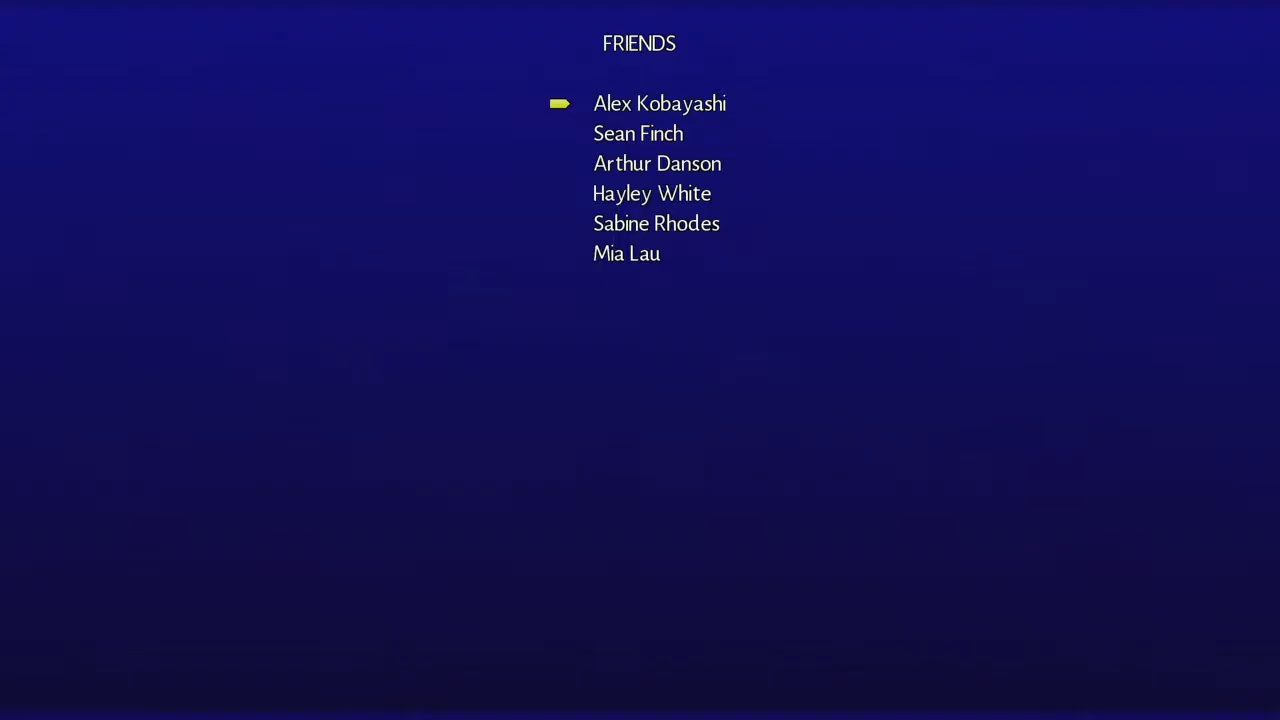 FRIENDS
Alex Kobayashi
Sean Finch
Arthur Danson
Hayley White
Sabine Rhodes
Mia Lau